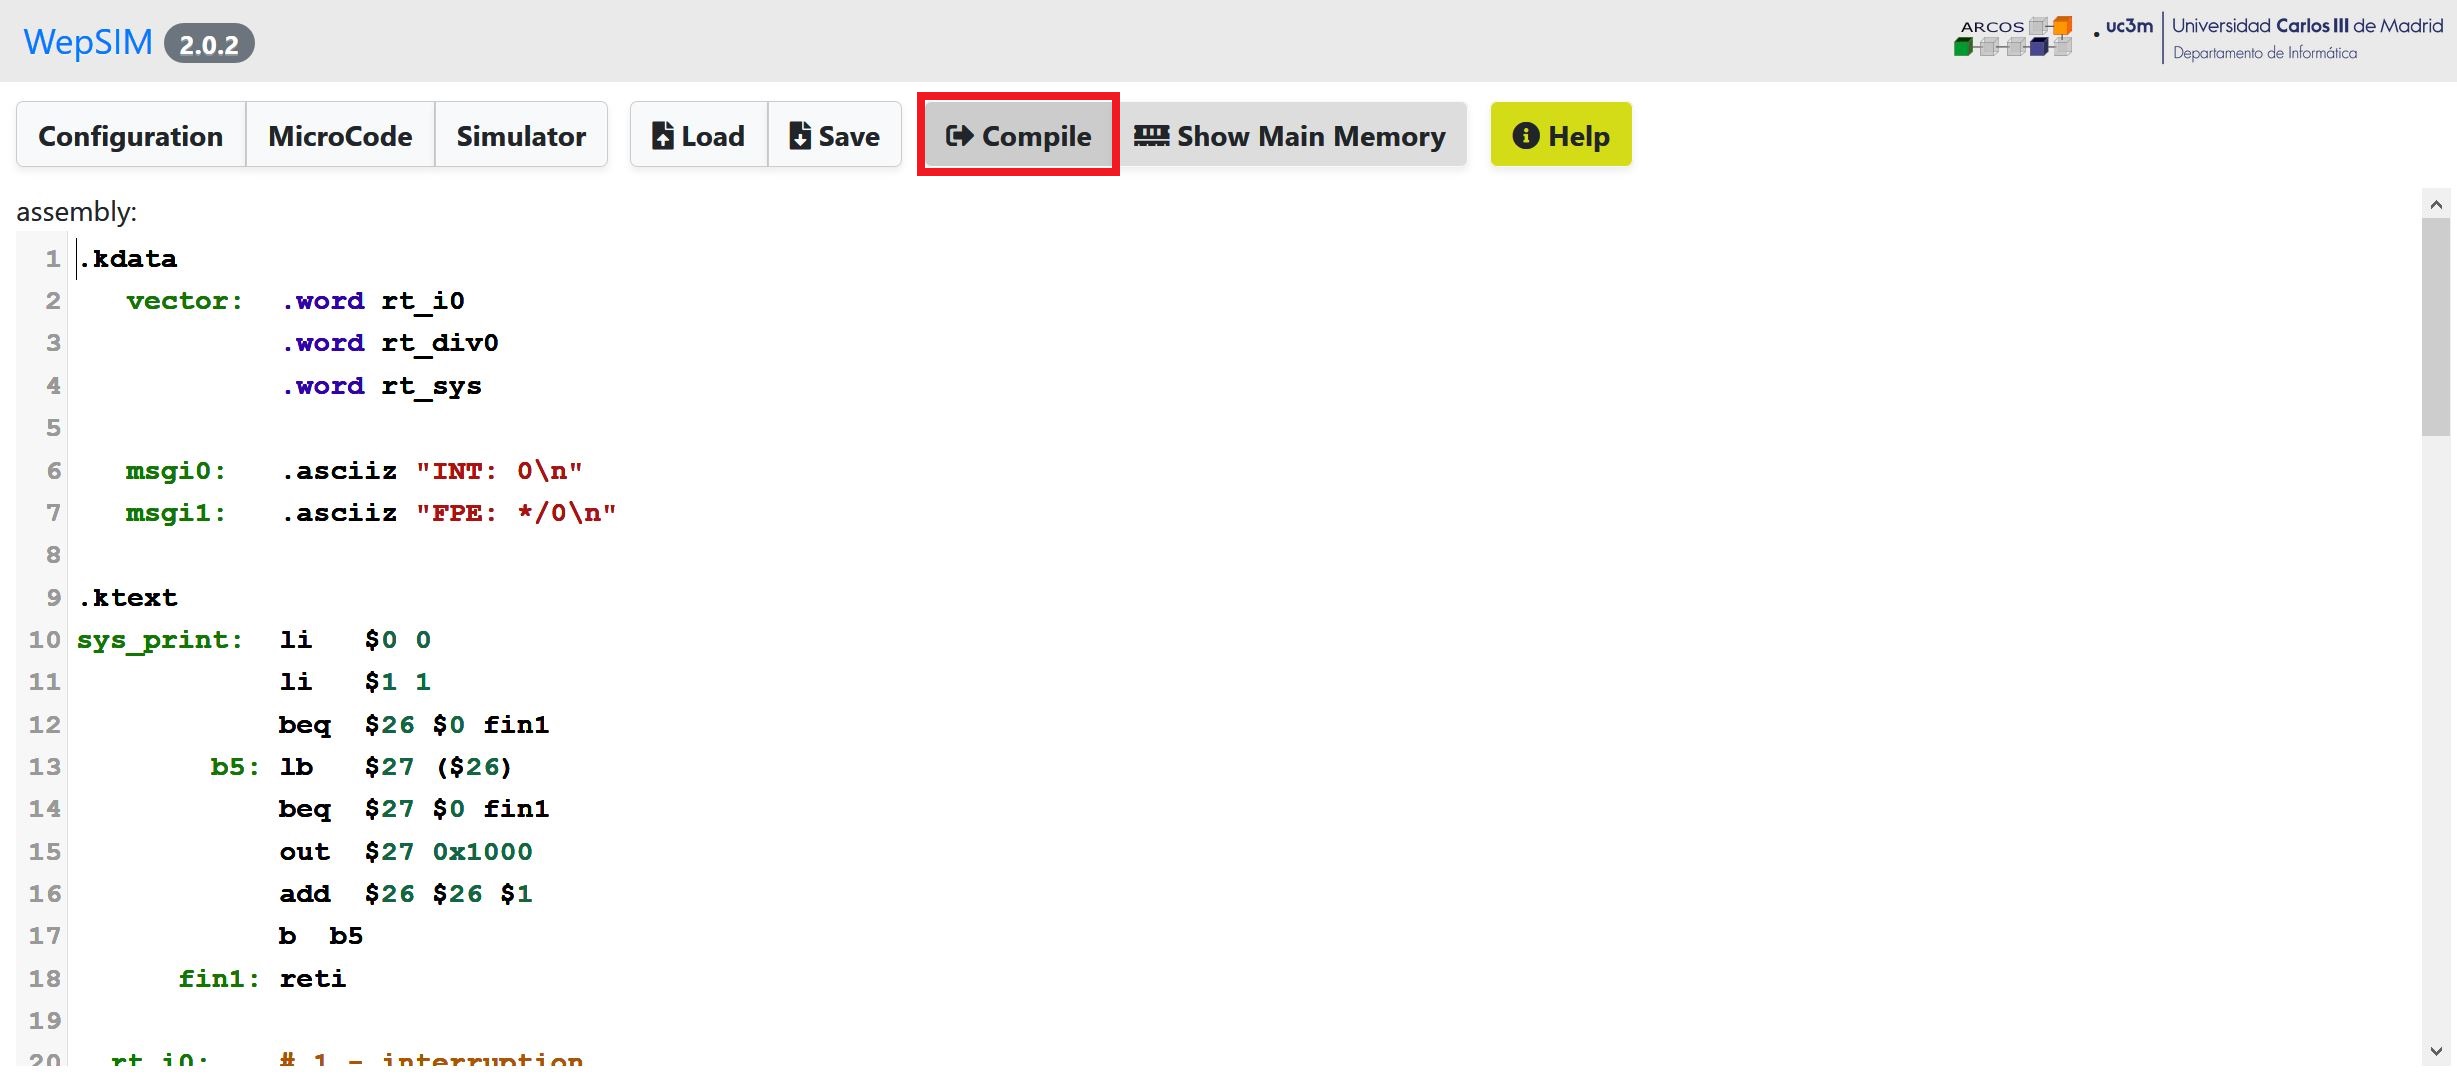 WepSIM 2.0.2
ARCOS
uc3m Universidad Carlos III de Madrid
Departamento de Informática
Configuration MicroCode Simulator Load Save Compile Show Main Memory Help
assembly:
1 .kdata
2 vector: .word rt_i0
3 .word rt_div0
4 .word rt_sys
5
6 msgi0: .asciiz "INT: 0\n"
7 msgi1: .asciiz "FPE: */0\n"
8
9 .ktext
10 sys_print: li $0 0
11 li $1 1
12 beq $26 $0 fin1
13 b5: lb $27 ($26)
14 beq $27 $0 fin1
15 out $27 0x1000
16 add $26 $26 $1
17 b b5
18 fin1: reti
19
20 rt_i0: # 1 - interruption